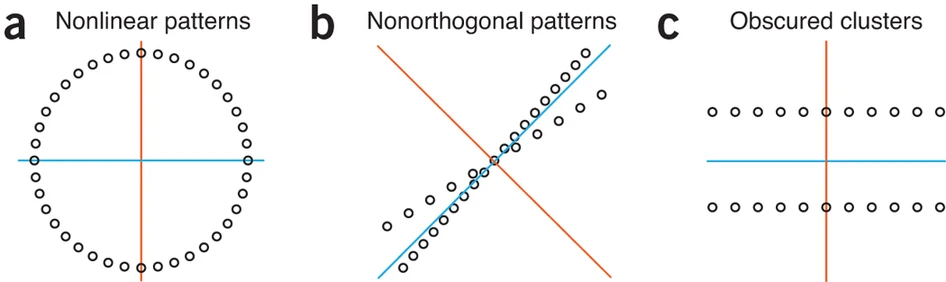 a Nonlinear patterns
b Nonorthogonal patterns
c Obscured clusters